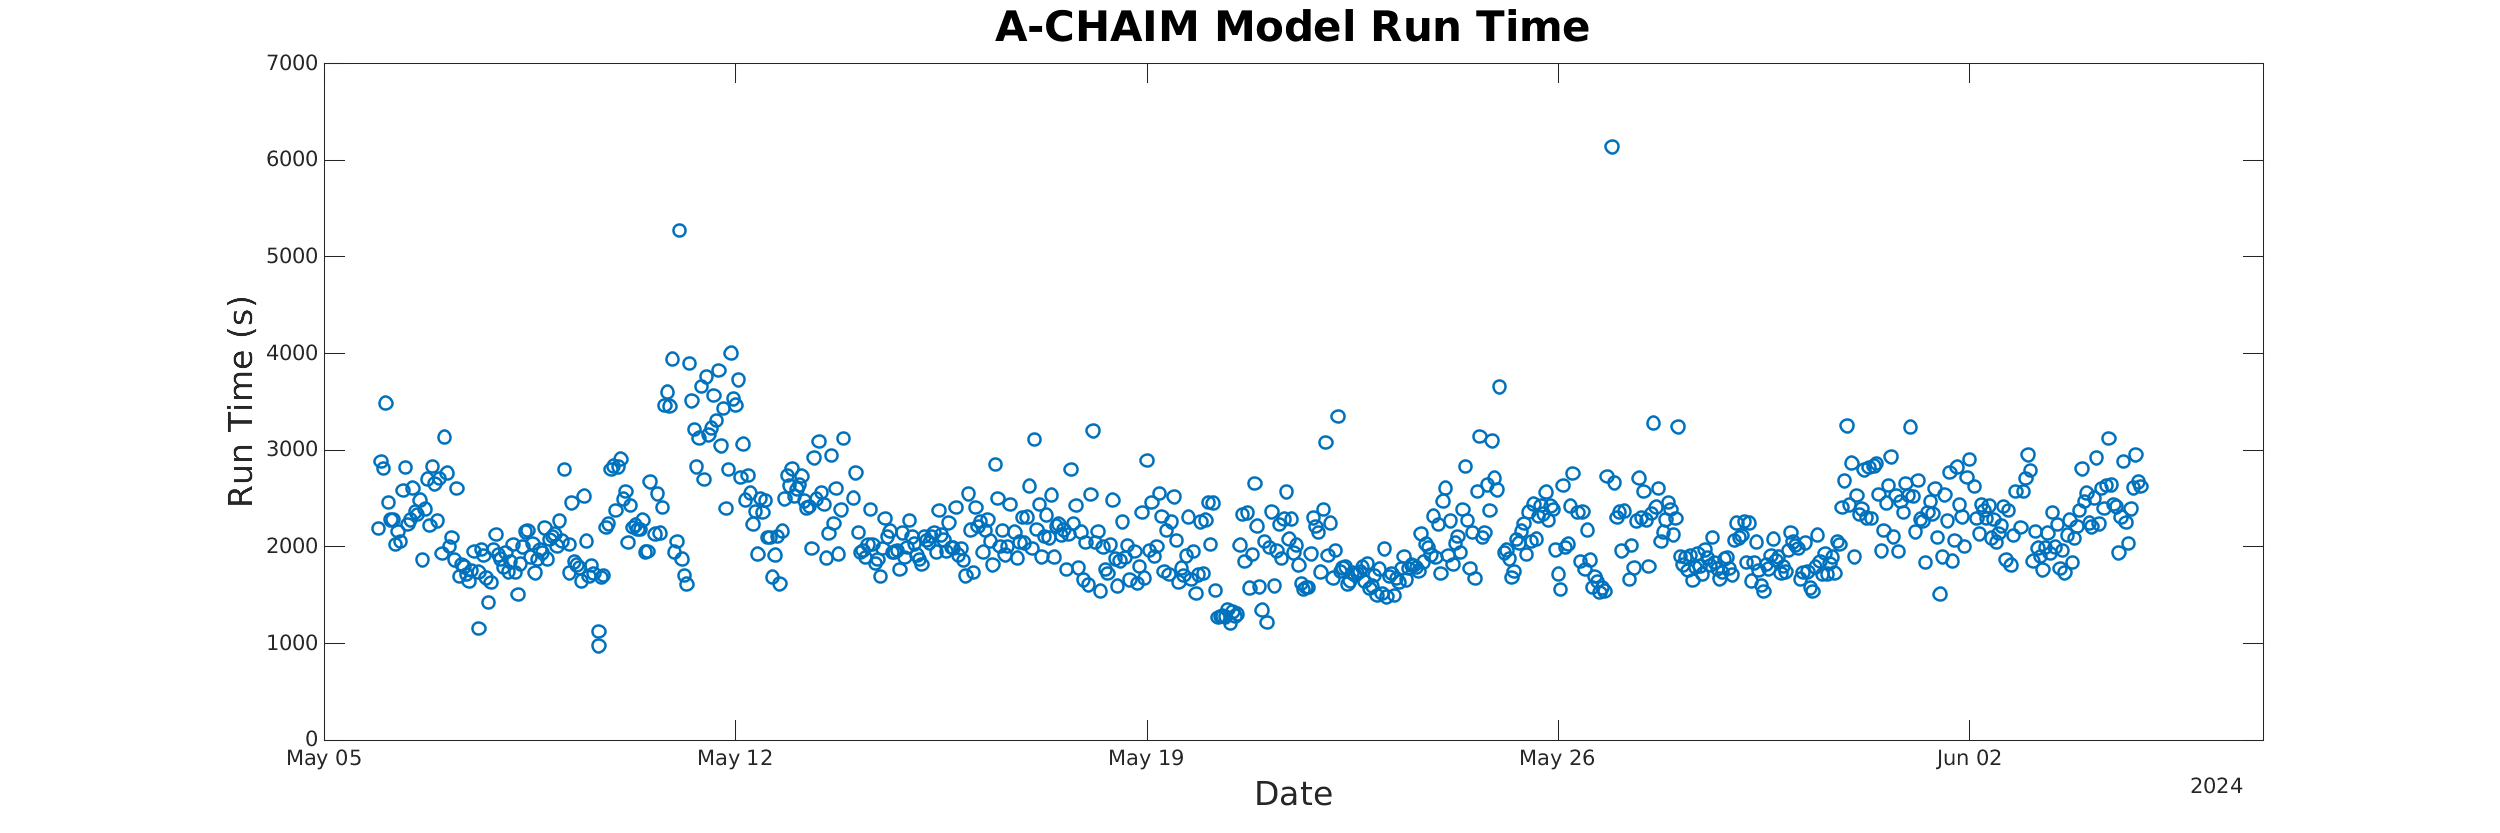 A-CHAIM Model Run Time
7000
6000
5000
4000
3000
2000
1000
0
Run Time (s)
May 05
May 12
May 19
May 26
Jun 02
2024
Date